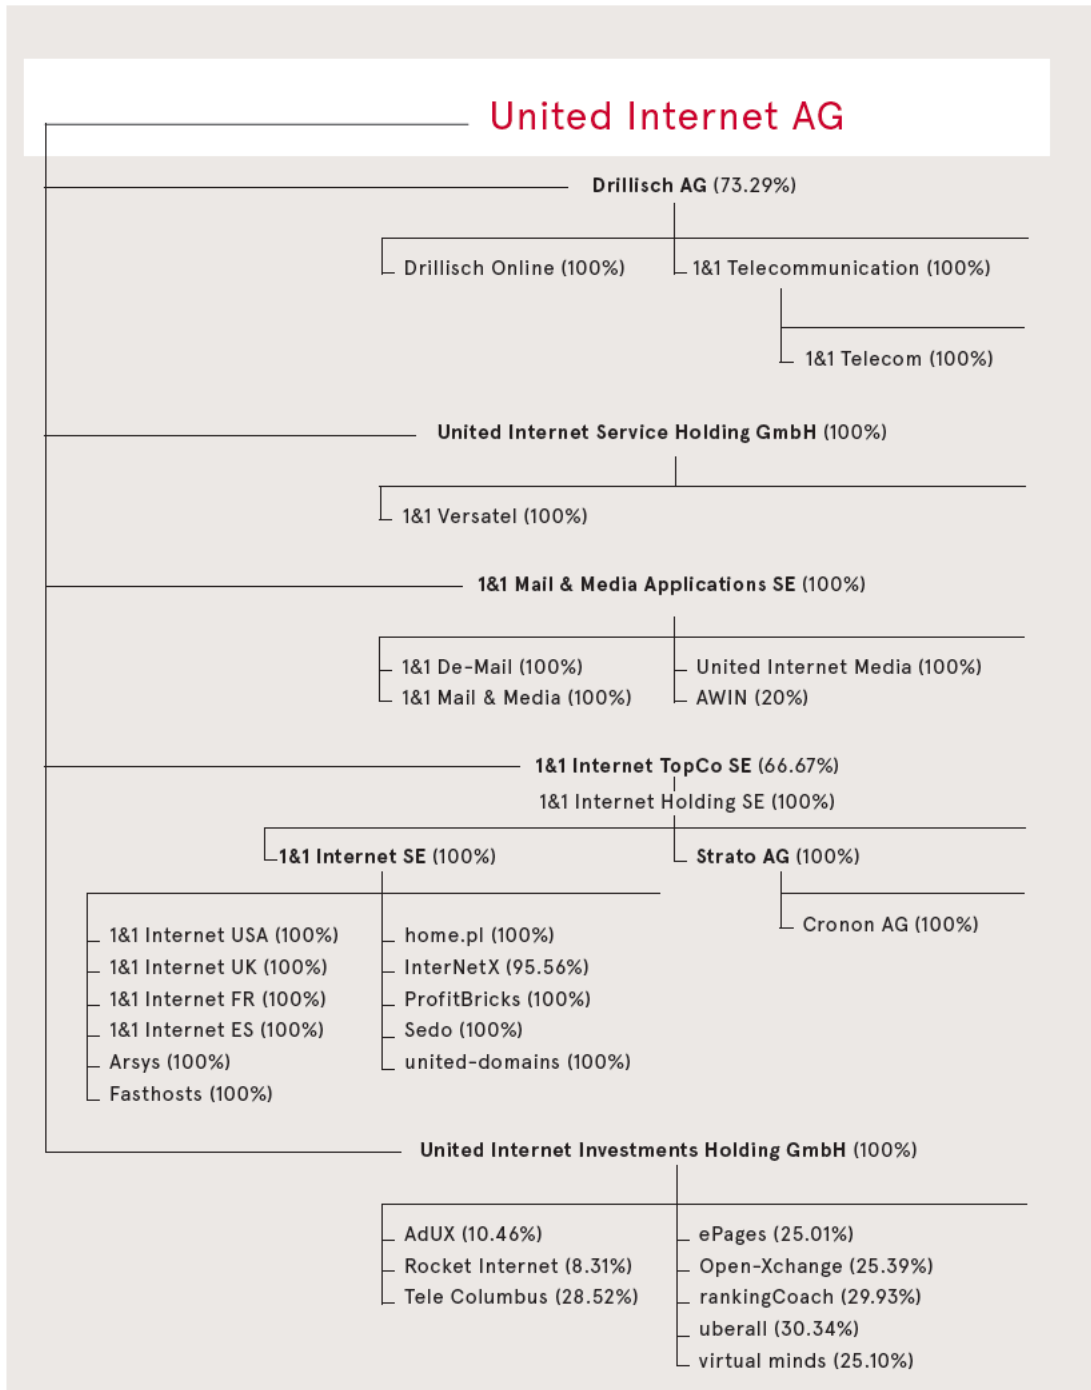 United Internet AG
Drillisch AG (73.29%)
Drillisch Online (100%)
1&1 Telecommunication (100%)
1&1 Telecom (100%)
United Internet Service Holding GmbH (100%)
1&1 Versatel (100%)
1&1 Mail & Media Applications SE (100%)
1&1 De-Mail (100%)
1&1 Mail & Media (100%)
United Internet Media (100%)
AWIN (20%)
1&1 Internet TopCo SE (66.67%)
1&1 Internet Holding SE (100%)
1&1 Internet SE (100%)
Strato AG (100%)
1&1 Internet USA (100%)
1&1 Internet UK (100%)
1&1 Internet FR (100%)
1&1 Internet ES (100%)
Arsys (100%)
Fasthosts (100%)
home.pl (100%)
InterNetX (95.56%)
ProfitBricks (100%)
Sedo (100%)
united-domains (100%)
Cronon AG (100%)
United Internet Investments Holding GmbH (100%)
AdUX (10.46%)
Rocket Internet (8.31%)
Tele Columbus (28.52%)
ePages (25.01%)
Open-Xchange (25.39%)
rankingCoach (29.93%)
uberall (30.34%)
virtual minds (25.10%)